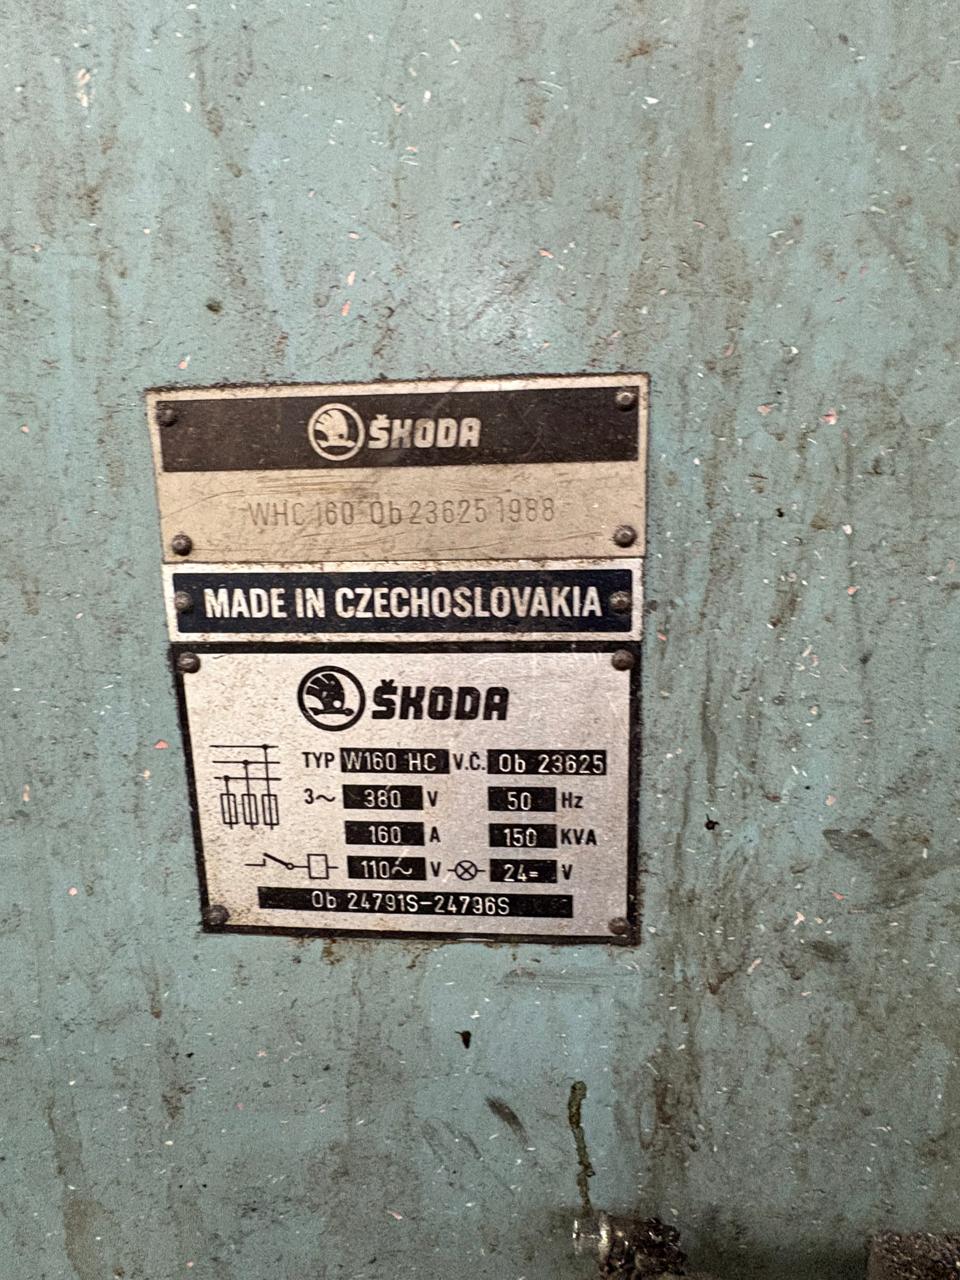 ŠKODA
WHC 160 Ob 23625 1988
MADE IN CZECHOSLOVAKIA
ŠKODA
TYP W160 HC V.Č. Ob 23625
3~ 380 V 50 Hz
160 A 150 KVA
110~ V 24= V
Ob 24791S-24796S